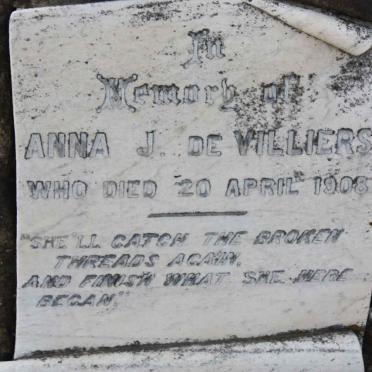 In
Memory of
ANNA J. DE VILLIERS
WHO DIED 20 APRIL 1908
"SHE'LL CATCH THE BROKEN
THREADS AGAIN,
AND FINISH WHAT SHE HERE
BEGAN."